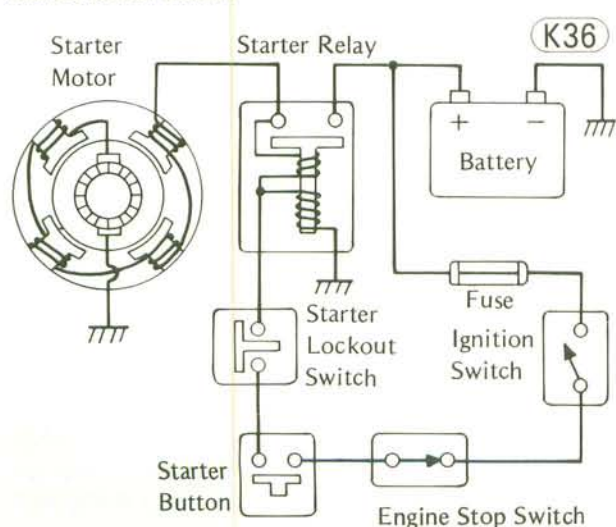 K36
Starter
Motor
Starter Relay
+ −
Battery
Fuse
Starter
Lockout
Switch
Ignition
Switch
Starter
Button
Engine Stop Switch